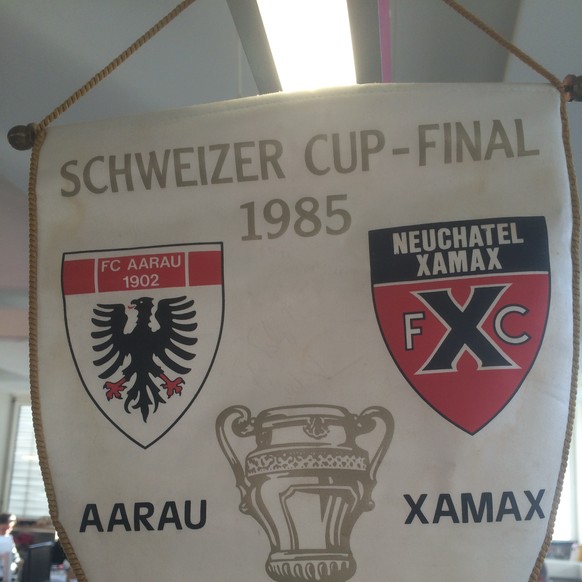 SCHWEIZER CUP-FINAL
1985
FC AARAU
1902
NEUCHATEL
XAMAX
FXC
AARAU
XAMAX